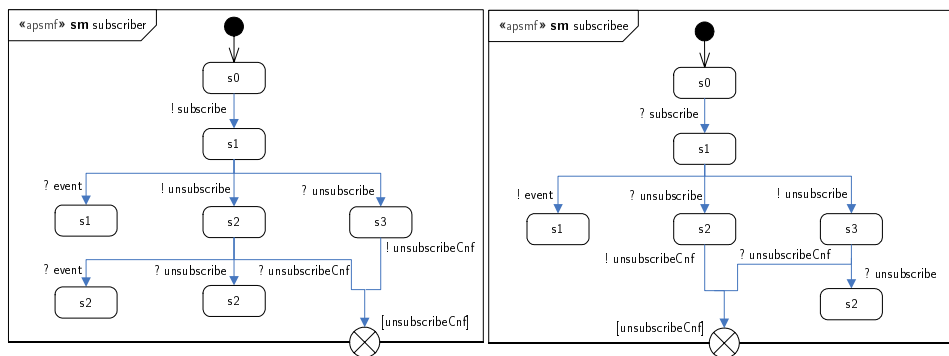 «apsmf» sm subscriber
s0
! subscribe
s1
? event
! unsubscribe
? unsubscribe
s1
s2
s3
! unsubscribeCnf
? event
? unsubscribe
? unsubscribeCnf
s2
s2
[unsubscribeCnf]
«apsmf» sm subscribee
s0
? subscribe
s1
! event
? unsubscribe
! unsubscribe
s1
s2
s3
! unsubscribeCnf
? unsubscribeCnf
? unsubscribe
s2
[unsubscribeCnf]